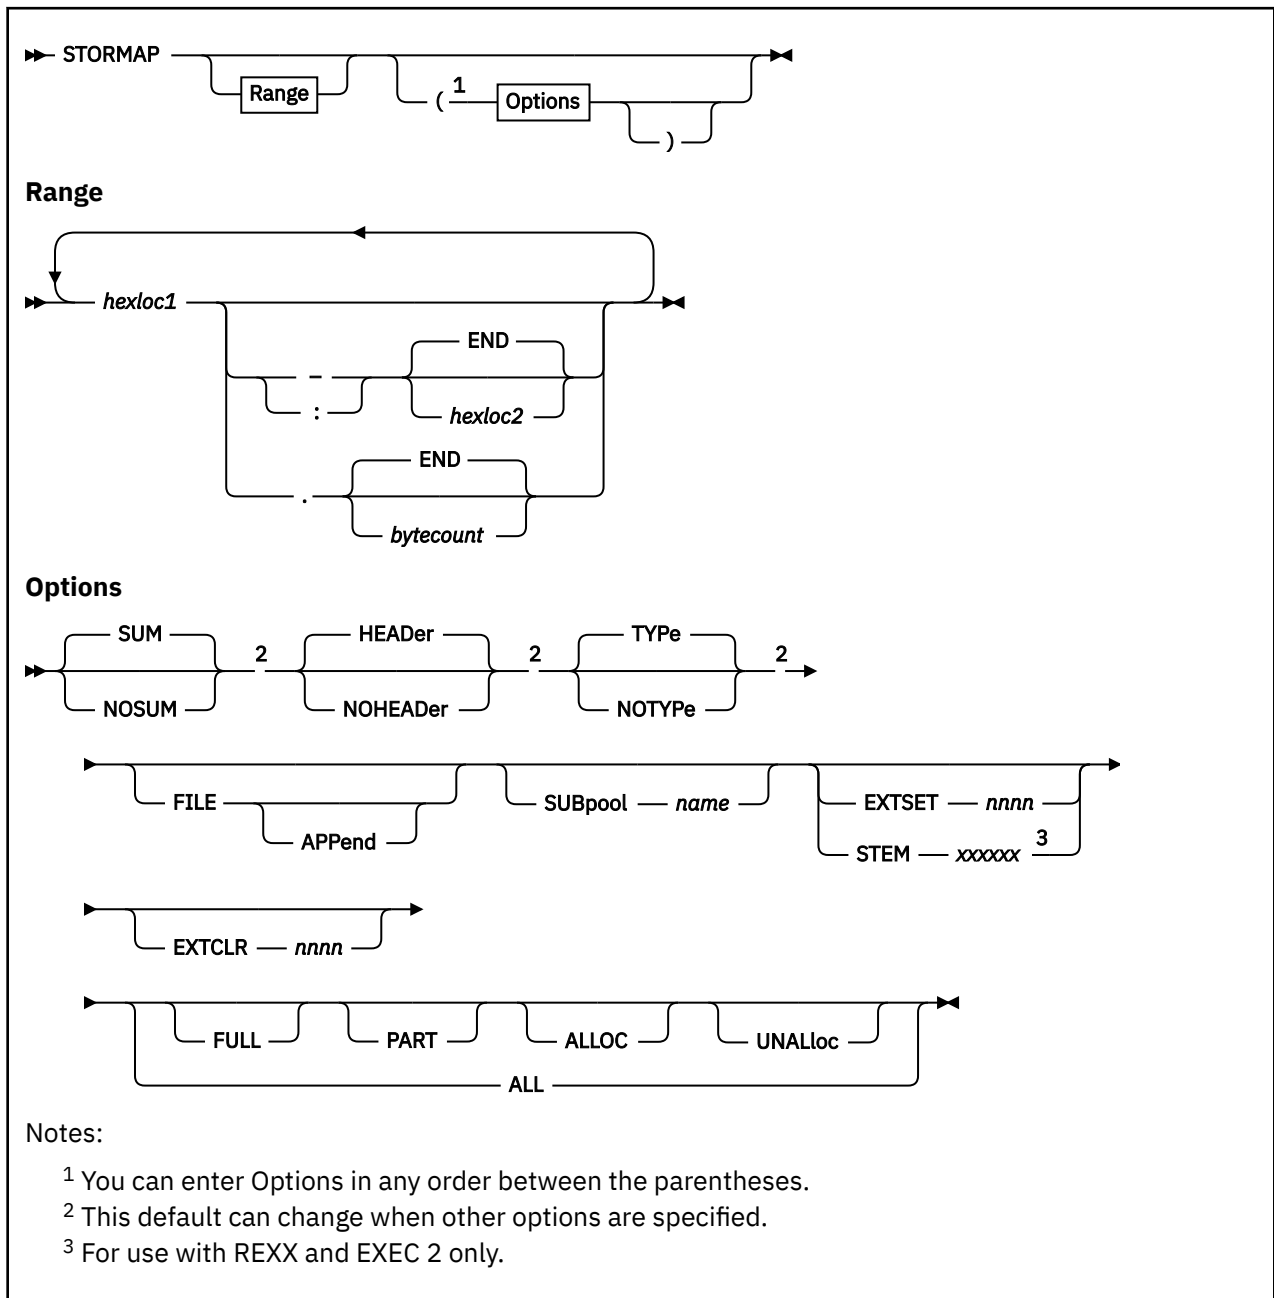 STORMAP
Range
( 1 Options
)
Range
hexloc1
END
–
:
hexloc2
END
.
bytecount
Options
SUM HEADer TYPe
2 2 2
NOSUM NOHEADer NOTYPe
FILE SUBpool name EXTSET nnnn
APPend STEM xxxxxx 3
EXTCLR nnnn
FULL PART ALLOC UNALloc
ALL
Notes:
1 You can enter Options in any order between the parentheses.
2 This default can change when other options are specified.
3 For use with REXX and EXEC 2 only.